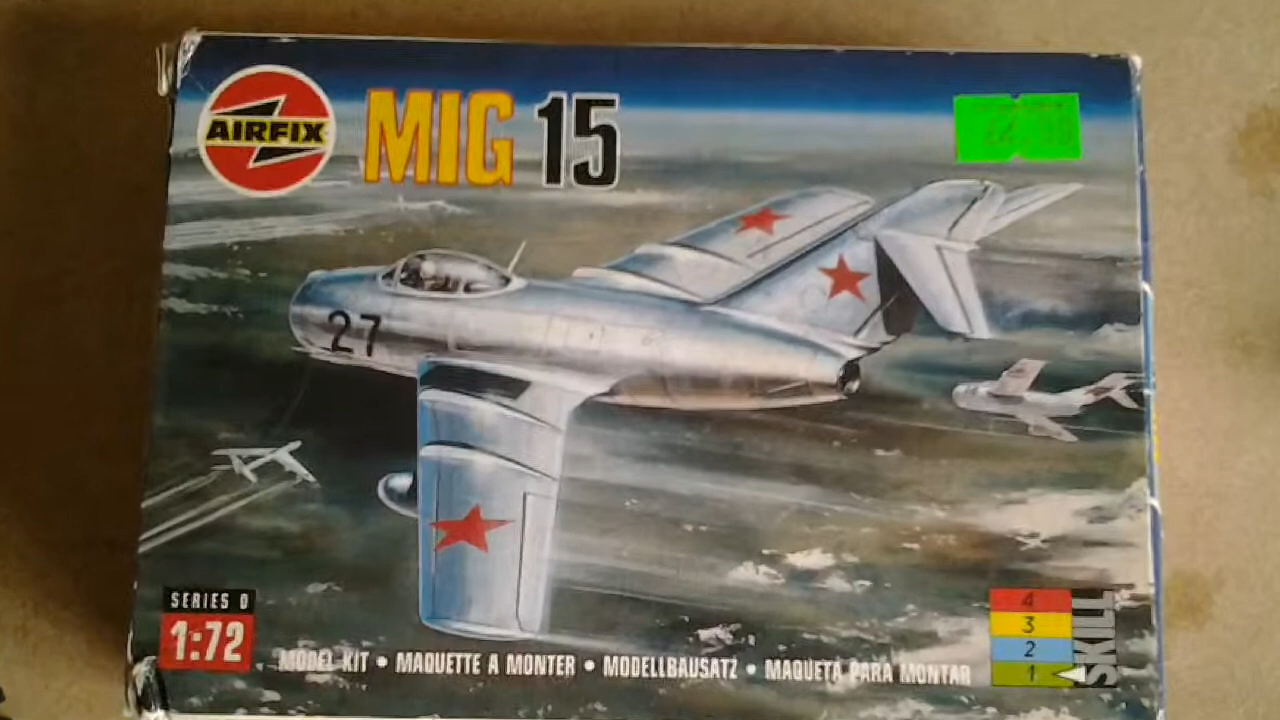 AIRFIX
MIG 15
27
SERIES 0
1:72
MODEL KIT • MAQUETTE A MONTER • MODELLBAUSATZ • MAQUETA PARA MONTAR
4
3
2
1
SKILL